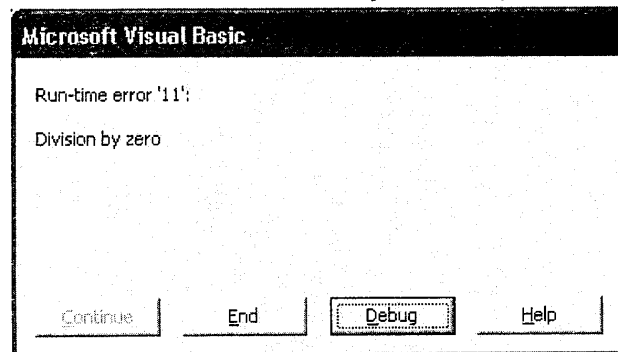 Microsoft Visual Basic
Run-time error '11':
Division by zero
Continue End Debug Help